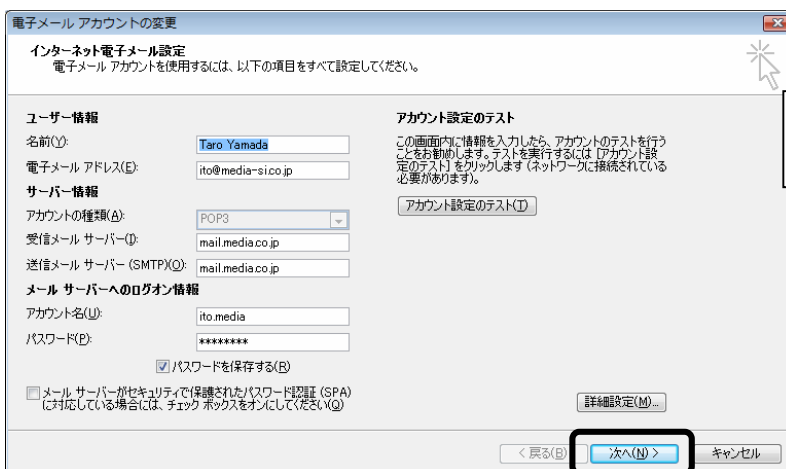 電子メール アカウントの変更
インターネット電子メール設定
電子メール アカウントを使用するには、以下の項目をすべて設定してください。
ユーザー情報
名前(Y):
Taro Yamada
電子メール アドレス(E):
ito@media-si.co.jp
サーバー情報
アカウントの種類(A):
POP3
受信メール サーバー(I):
mail.media.co.jp
送信メール サーバー (SMTP)(O):
mail.media.co.jp
メール サーバーへのログオン情報
アカウント名(U):
ito.media
パスワード(P):
********
パスワードを保存する(R)
メール サーバーがセキュリティで保護されたパスワード認証 (SPA)
に対応している場合には、チェック ボックスをオンにしてください(Q)
アカウント設定のテスト
この画面内に情報を入力したら、アカウントのテストを行う
ことをお勧めします。テストを実行するには [アカウント設
定のテスト] をクリックします (ネットワークに接続されている
必要があります)。
アカウント設定のテスト(T)
詳細設定(M)...
< 戻る(B)
次へ(N) >
キャンセル